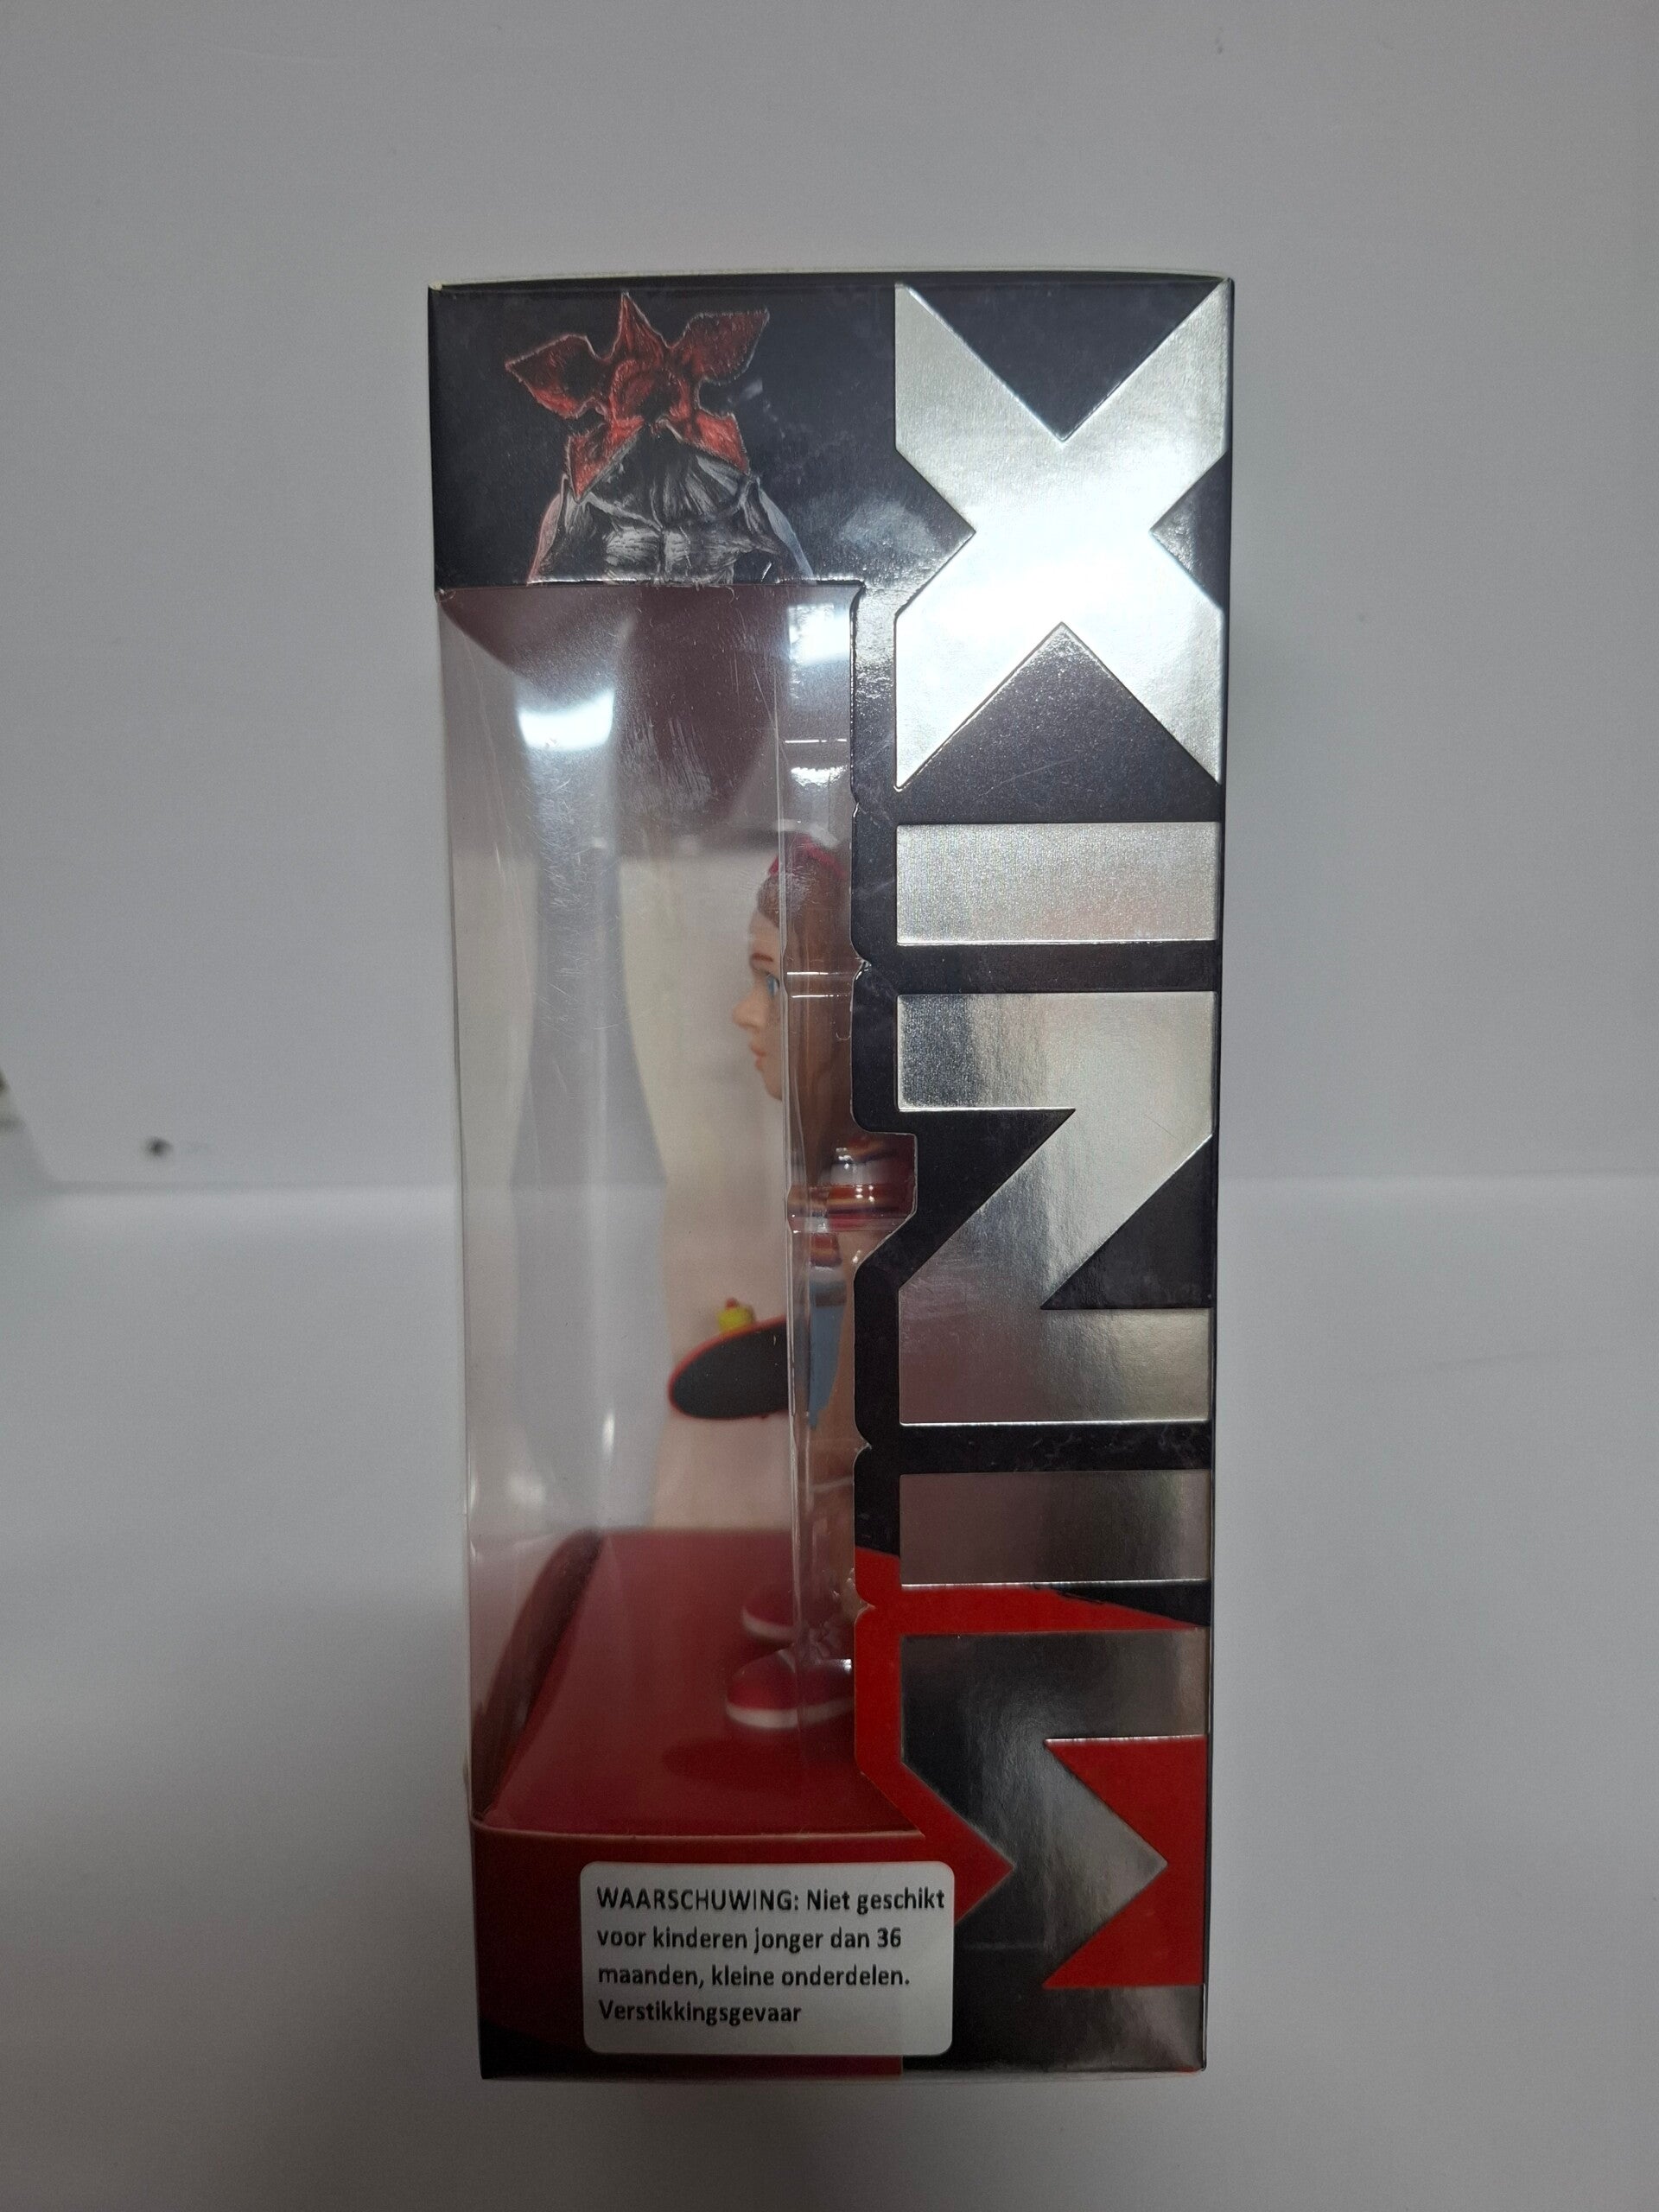 MINIX
WAARSCHUWING: Niet geschikt
voor kinderen jonger dan 36
maanden, kleine onderdelen.
Verstikkingsgevaar